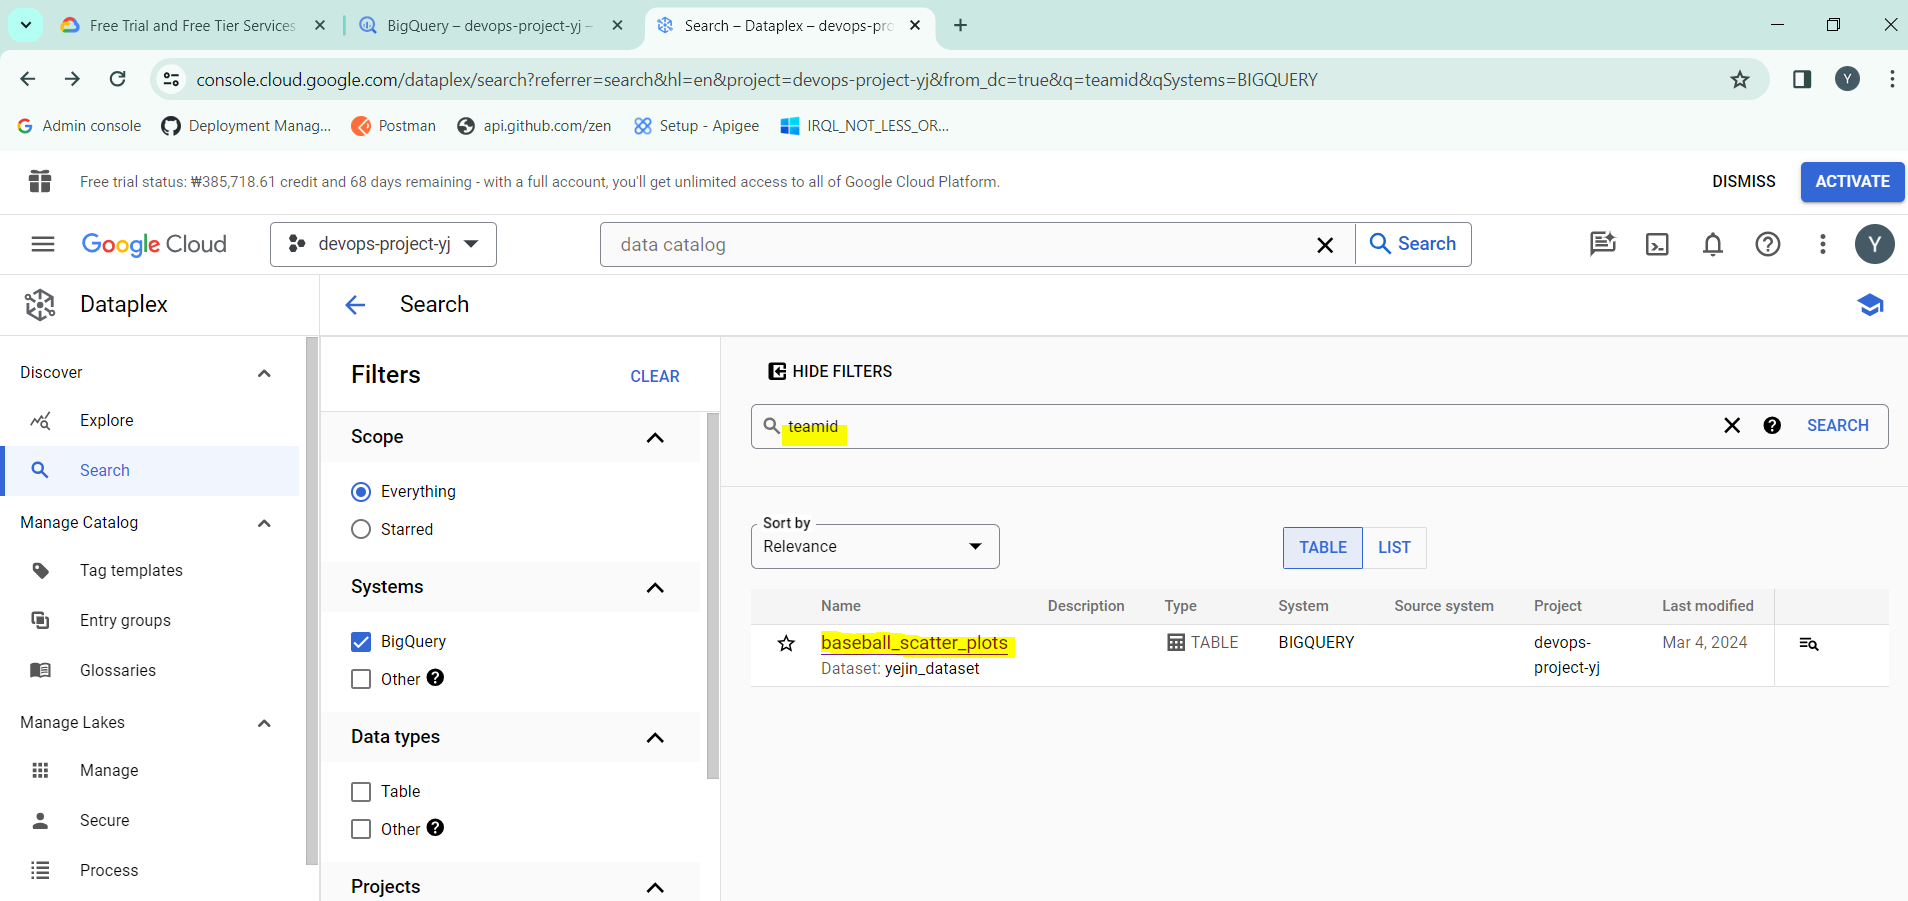 Free Trial and Free Tier Services
BigQuery – devops-project-yj –
Search – Dataplex – devops-pro
console.cloud.google.com/dataplex/search?referrer=search&hl=en&project=devops-project-yj&from_dc=true&q=teamid&qSystems=BIGQUERY
Y
Admin console
Deployment Manag...
Postman
api.github.com/zen
Setup - Apigee
IRQL_NOT_LESS_OR...
Free trial status: ₩385,718.61 credit and 68 days remaining - with a full account, you'll get unlimited access to all of Google Cloud Platform.
DISMISS
ACTIVATE
Google Cloud
devops-project-yj
data catalog
Search
Y
Dataplex
Search
Discover
Explore
Search
Manage Catalog
Tag templates
Entry groups
Glossaries
Manage Lakes
Manage
Secure
Process
Filters
CLEAR
Scope
Everything
Starred
Systems
BigQuery
Other
Data types
Table
Other
Projects
HIDE FILTERS
teamid
SEARCH
Sort by
Relevance
TABLE
LIST
Name Description Type System Source system Project Last modified
baseball_scatter_plots TABLE BIGQUERY devops- Mar 4, 2024
Dataset: yejin_dataset project-yj